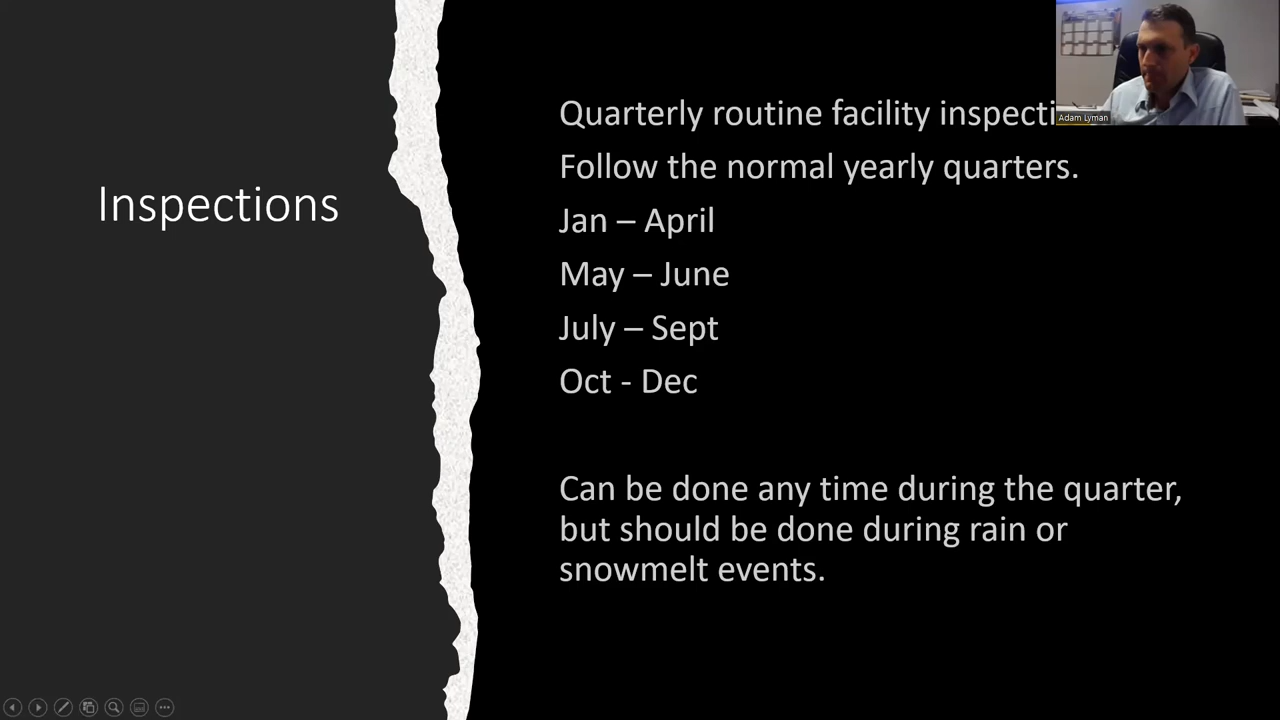 Inspections
Quarterly routine facility
Follow the normal yearly quarters.
Jan – April
May – June
July – Sept
Oct - Dec
Can be done any time during the quarter,
but should be done during rain or
snowmelt events.
Adam Lyman